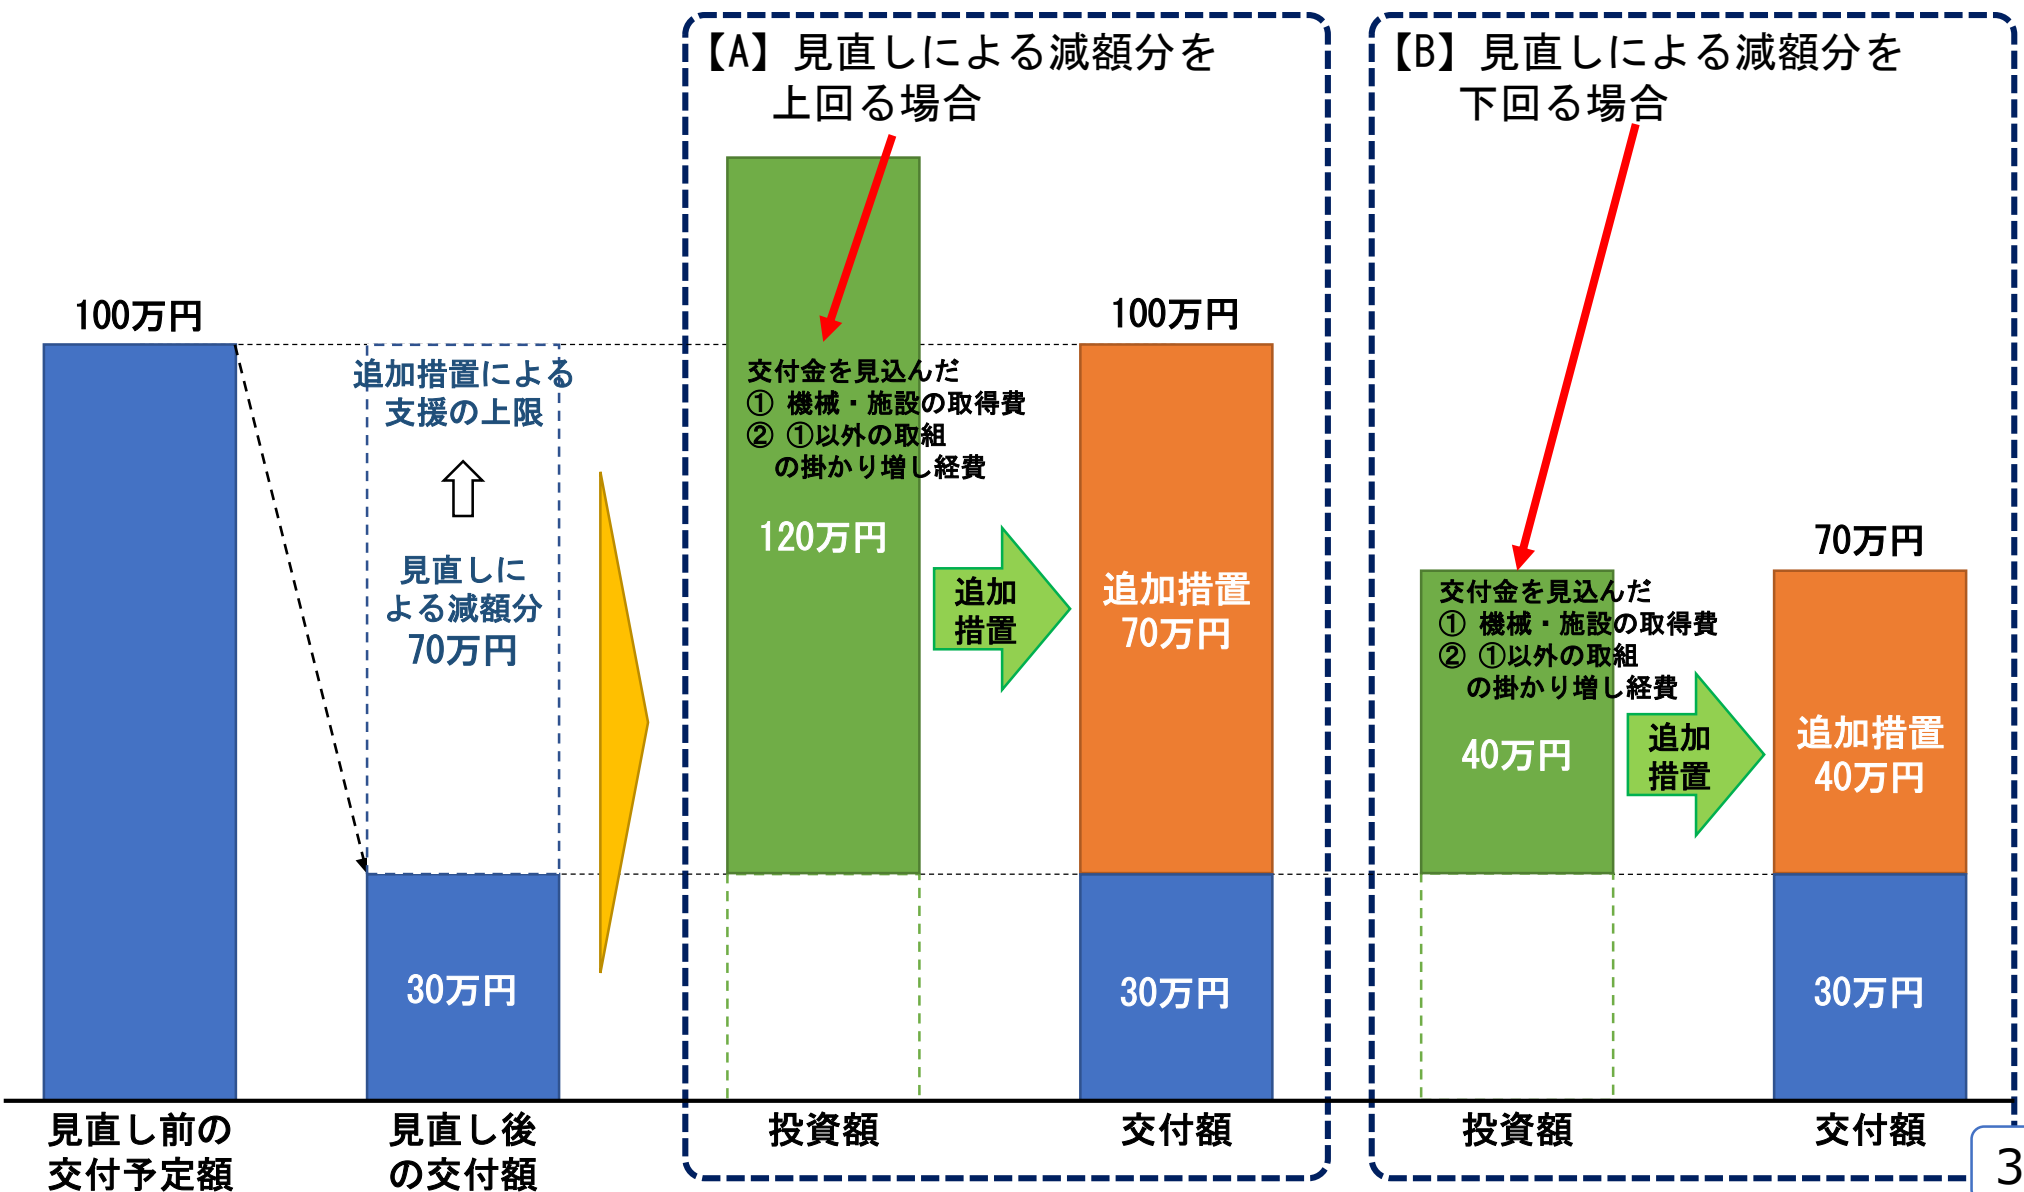 100万円
見直し前の
交付予定額
追加措置による
支援の上限
見直しに
よる減額分
70万円
30万円
見直し後
の交付額
【A】見直しによる減額分を
上回る場合
交付金を見込んだ
① 機械・施設の取得費
② ①以外の取組
の掛かり増し経費
120万円
投資額
追加
措置
100万円
追加措置
70万円
30万円
交付額
【B】見直しによる減額分を
下回る場合
交付金を見込んだ
① 機械・施設の取得費
② ①以外の取組
の掛かり増し経費
40万円
投資額
追加
措置
70万円
追加措置
40万円
30万円
交付額
3